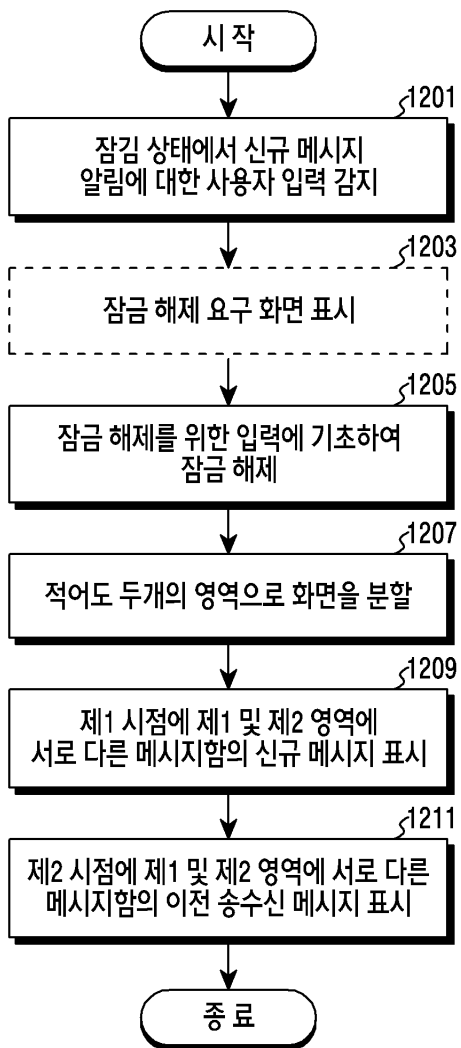 시 작
1201
잠김 상태에서 신규 메시지
알림에 대한 사용자 입력 감지
1203
잠금 해제 요구 화면 표시
1205
잠금 해제를 위한 입력에 기초하여
잠금 해제
1207
적어도 두개의 영역으로 화면을 분할
1209
제1 시점에 제1 및 제2 영역에
서로 다른 메시지함의 신규 메시지 표시
1211
제2 시점에 제1 및 제2 영역에 서로 다른
메시지함의 이전 송수신 메시지 표시
종 료